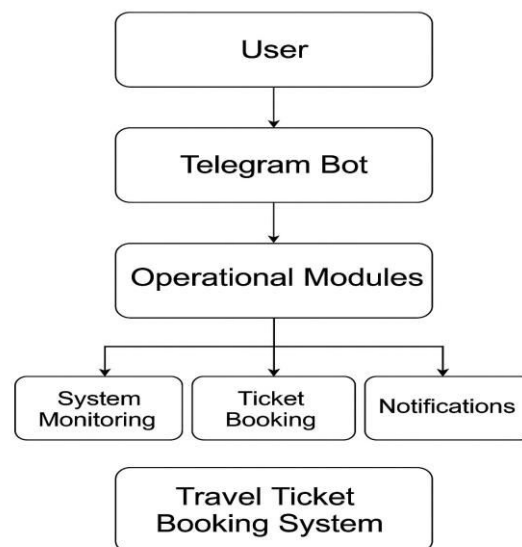 User
Telegram Bot
Operational Modules
System
Monitoring
Ticket
Booking
Notifications
Travel Ticket
Booking System